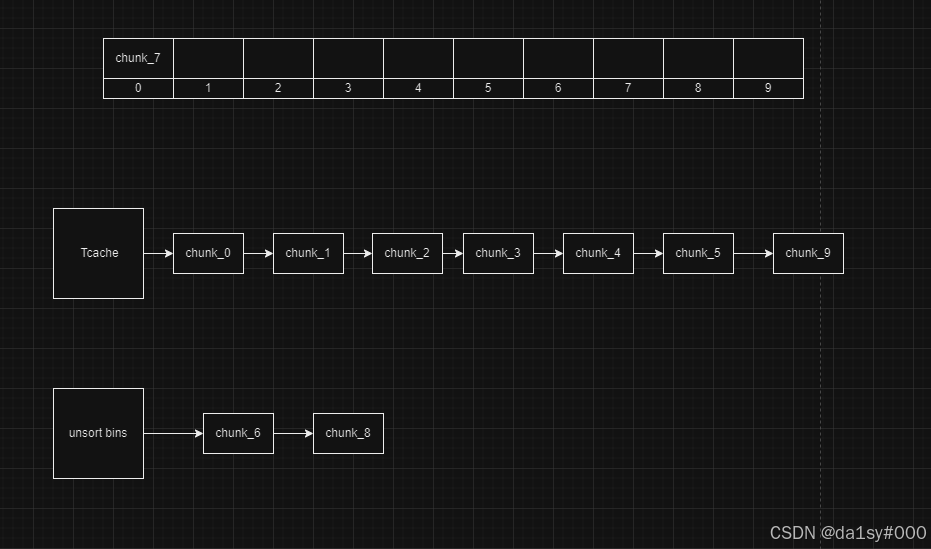 chunk_7
0 1 2 3 4 5 6 7 8 9
Tcache chunk_0 chunk_1 chunk_2 chunk_3 chunk_4 chunk_5 chunk_9
unsort bins chunk_6 chunk_8
CSDN @da1sy#000